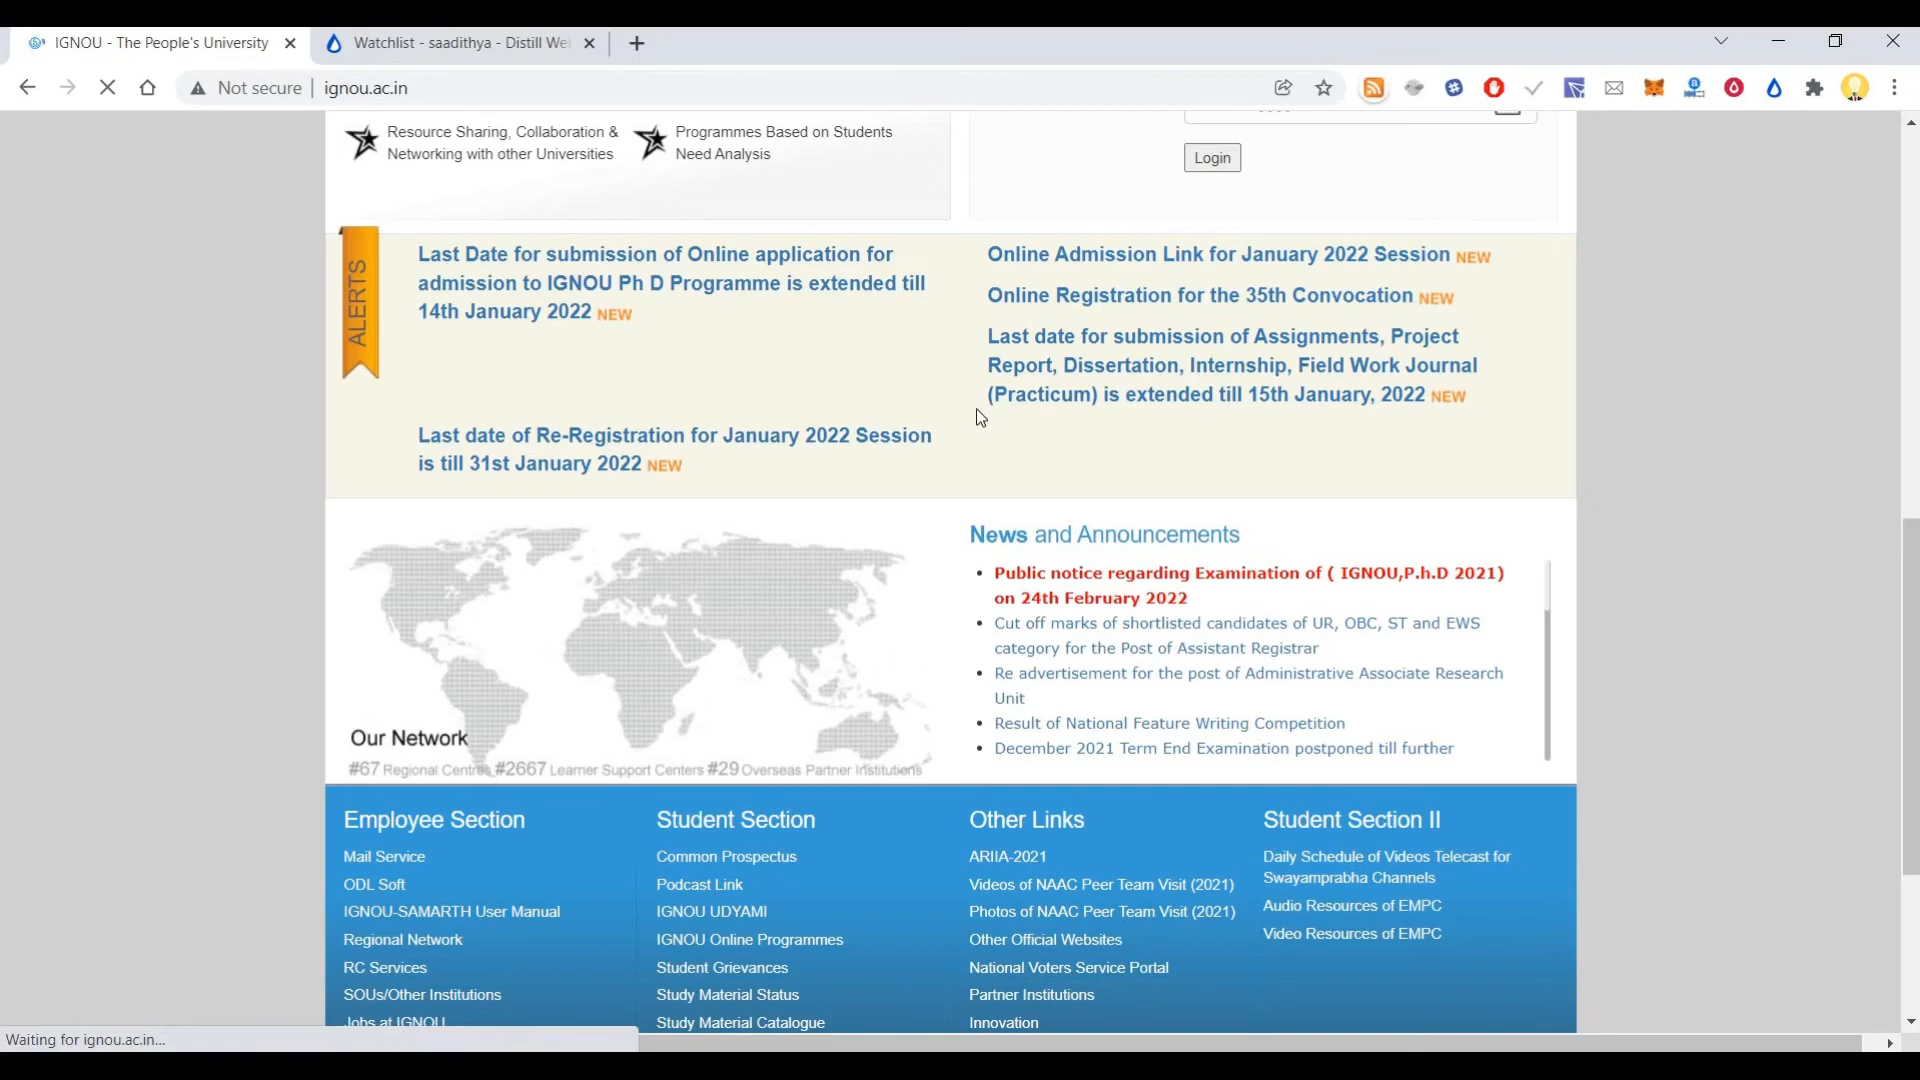 IGNOU - The People's University
Watchlist - saadithya - Distill We
Not secure
ignou.ac.in
Resource Sharing, Collaboration &
Networking with other Universities
Programmes Based on Students
Need Analysis
Login
ALERTS
Last Date for submission of Online application for
admission to IGNOU Ph D Programme is extended till
14th January 2022 NEW
Last date of Re-Registration for January 2022 Session
is till 31st January 2022 NEW
Online Admission Link for January 2022 Session NEW
Online Registration for the 35th Convocation NEW
Last date for submission of Assignments, Project
Report, Dissertation, Internship, Field Work Journal
(Practicum) is extended till 15th January, 2022 NEW
Our Network
#67 Regional Centres #2667 Learner Support Centers #29 Overseas Partner Institutions
News and Announcements
Public notice regarding Examination of ( IGNOU,P.h.D 2021)
on 24th February 2022
Cut off marks of shortlisted candidates of UR, OBC, ST and EWS
category for the Post of Assistant Registrar
Re advertisement for the post of Administrative Associate Research
Unit
Result of National Feature Writing Competition
December 2021 Term End Examination postponed till further
Employee Section
Mail Service
ODL Soft
IGNOU-SAMARTH User Manual
Regional Network
RC Services
SOUs/Other Institutions
Jobs at IGNOU
Student Section
Common Prospectus
Podcast Link
IGNOU UDYAMI
IGNOU Online Programmes
Student Grievances
Study Material Status
Study Material Catalogue
Other Links
ARIIA-2021
Videos of NAAC Peer Team Visit (2021)
Photos of NAAC Peer Team Visit (2021)
Other Official Websites
National Voters Service Portal
Partner Institutions
Innovation
Student Section II
Daily Schedule of Videos Telecast for
Swayamprabha Channels
Audio Resources of EMPC
Video Resources of EMPC
Waiting for ignou.ac.in...